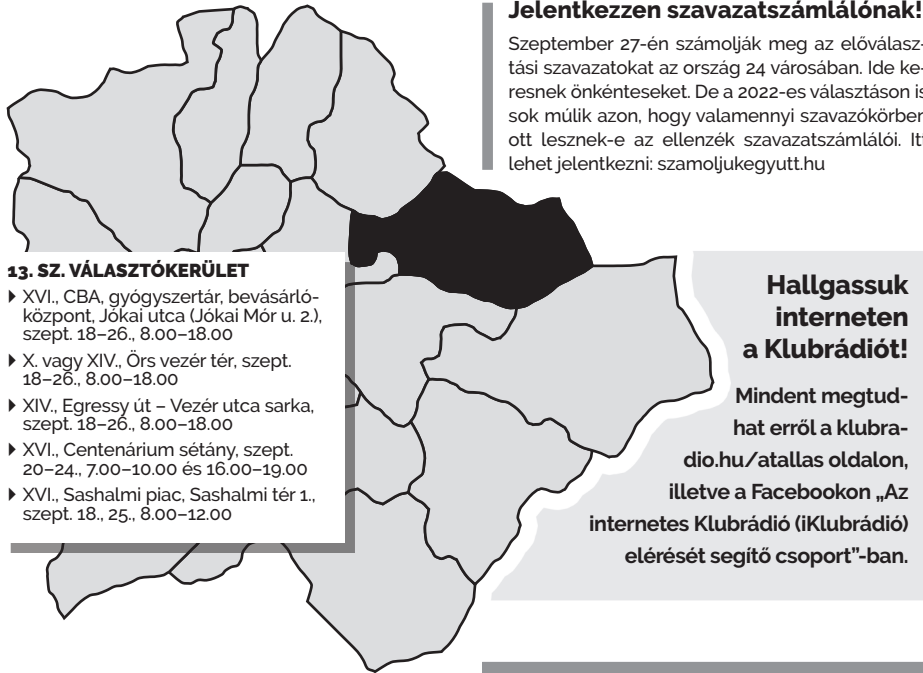 Jelentkezzen szavazatszámlálónak!
Szeptember 27-én számolják meg az előválasz-
tási szavazatokat az ország 24 városában. Ide ke-
resnek önkénteseket. De a 2022-es választáson is
sok múlik azon, hogy valamennyi szavazókörben
ott lesznek-e az ellenzék szavazatszámlálói. Itt
lehet jelentkezni: szamoljukegyutt.hu
13. SZ. VÁLASZTÓKERÜLET
XVI., CBA, gyógyszertár, bevásárló-
központ, Jókai utca (Jókai Mór u. 2.),
szept. 18–26., 8.00–18.00
X. vagy XIV., Örs vezér tér, szept.
18–26., 8.00–18.00
XIV., Egressy út – Vezér utca sarka,
szept. 18–26., 8.00–18.00
XVI., Centenárium sétány, szept.
20–24., 7.00–10.00 és 16.00–19.00
XVI., Sashalmi piac, Sashalmi tér 1.,
szept. 18., 25., 8.00–12.00
Hallgassuk
interneten
a Klubrádiót!
Mindent megtud-
hat erről a klubra-
dio.hu/atallas oldalon,
illetve a Facebookon „Az
internetes Klubrádió (iKlubrádió)
elérését segítő csoport”-ban.